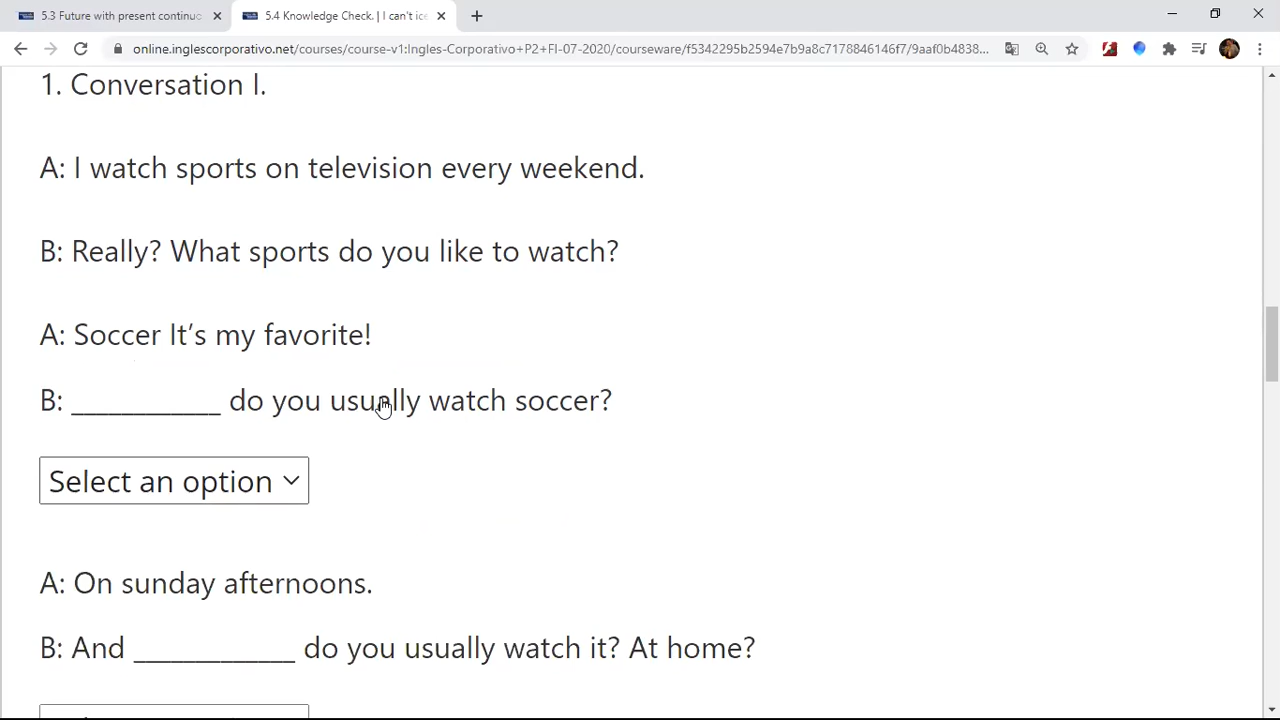 5.3 Future with present continuo
5.4 Knowledge Check. | I can't ice
online.inglescorporativo.net/courses/course-v1:Ingles-Corporativo+P2+FI-07-2020/courseware/f5342295b2594e7b9a8c7178846146f7/9aaf0b4838...
1. Conversation I.
A: I watch sports on television every weekend.
B: Really? What sports do you like to watch?
A: Soccer It’s my favorite!
B: ____________ do you usually watch soccer?
Select an option
A: On sunday afternoons.
B: And _____________ do you usually watch it? At home?